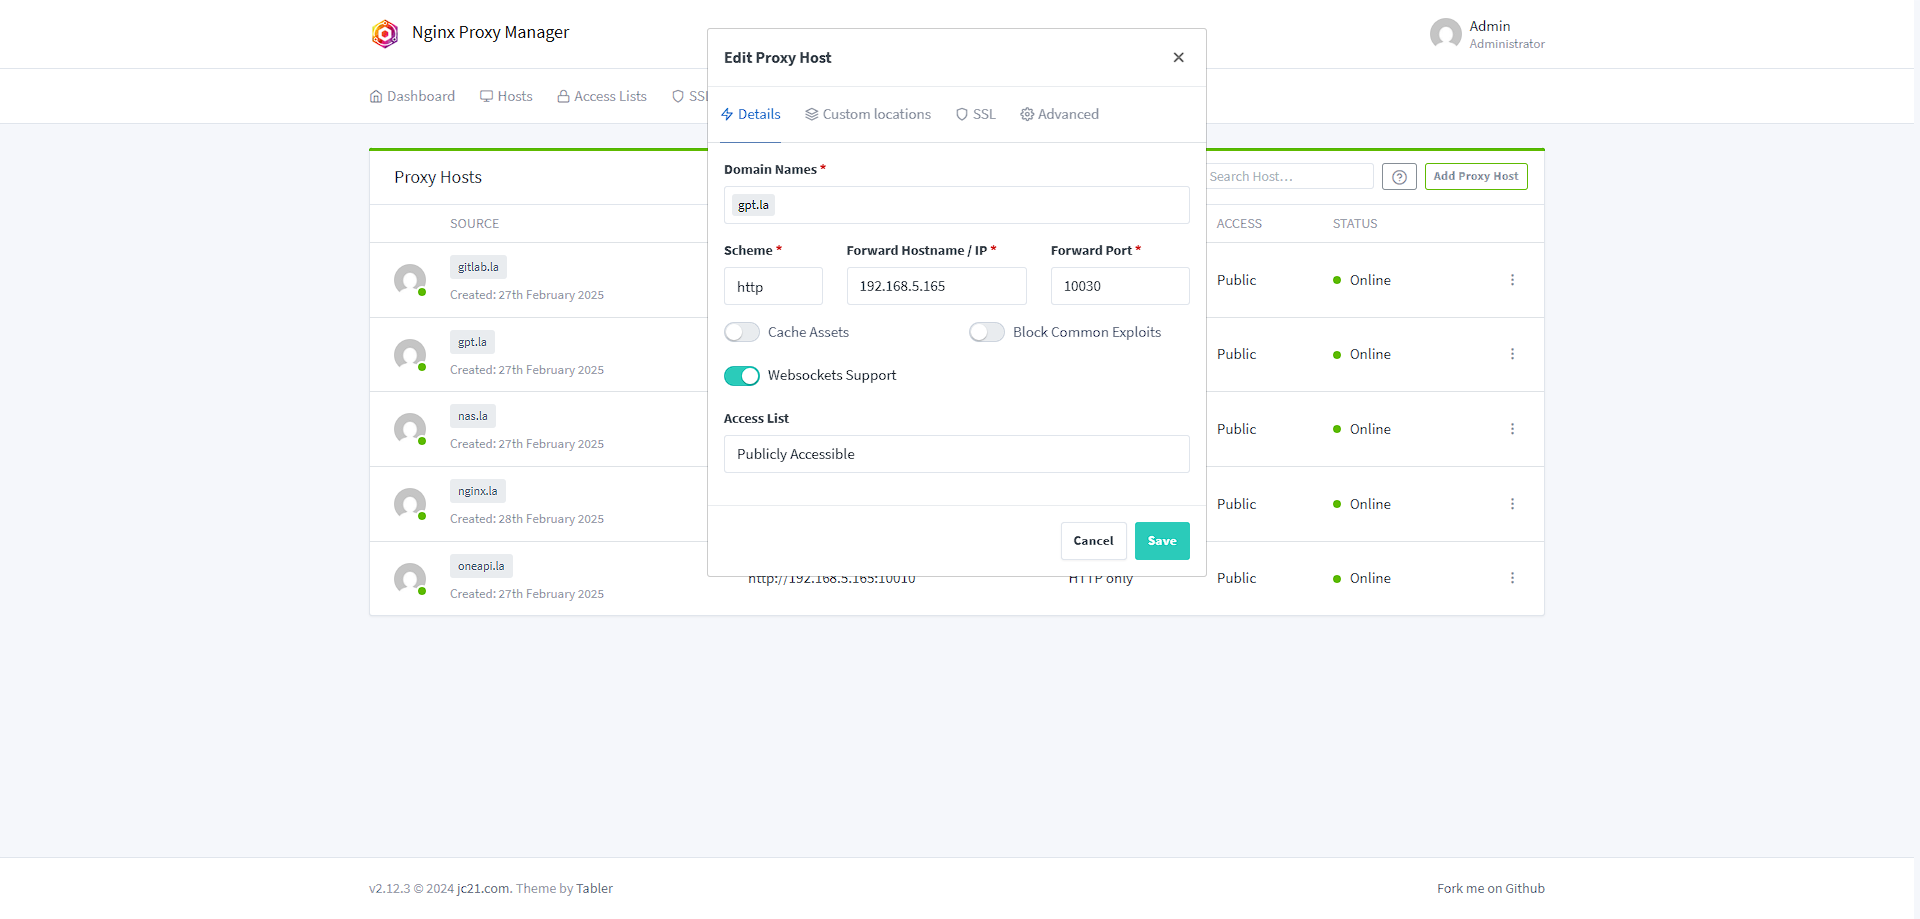 Nginx Proxy Manager
Admin
Administrator
Dashboard
Hosts
Access Lists
SSL
Edit Proxy Host
Details
Custom locations
SSL
Advanced
Domain Names *
gpt.la
Scheme *
Forward Hostname / IP *
Forward Port *
http
192.168.5.165
10030
Cache Assets
Block Common Exploits
Websockets Support
Access List
Publicly Accessible
Cancel
Save
Proxy Hosts
Search Host…
Add Proxy Host
SOURCE
ACCESS
STATUS
gitlab.la
Created: 27th February 2025
Public
Online
gpt.la
Created: 27th February 2025
Public
Online
nas.la
Created: 27th February 2025
Public
Online
nginx.la
Created: 28th February 2025
Public
Online
oneapi.la
Created: 27th February 2025
http://192.168.5.165:10010
HTTP only
Public
Online
v2.12.3 © 2024 jc21.com. Theme by Tabler
Fork me on Github